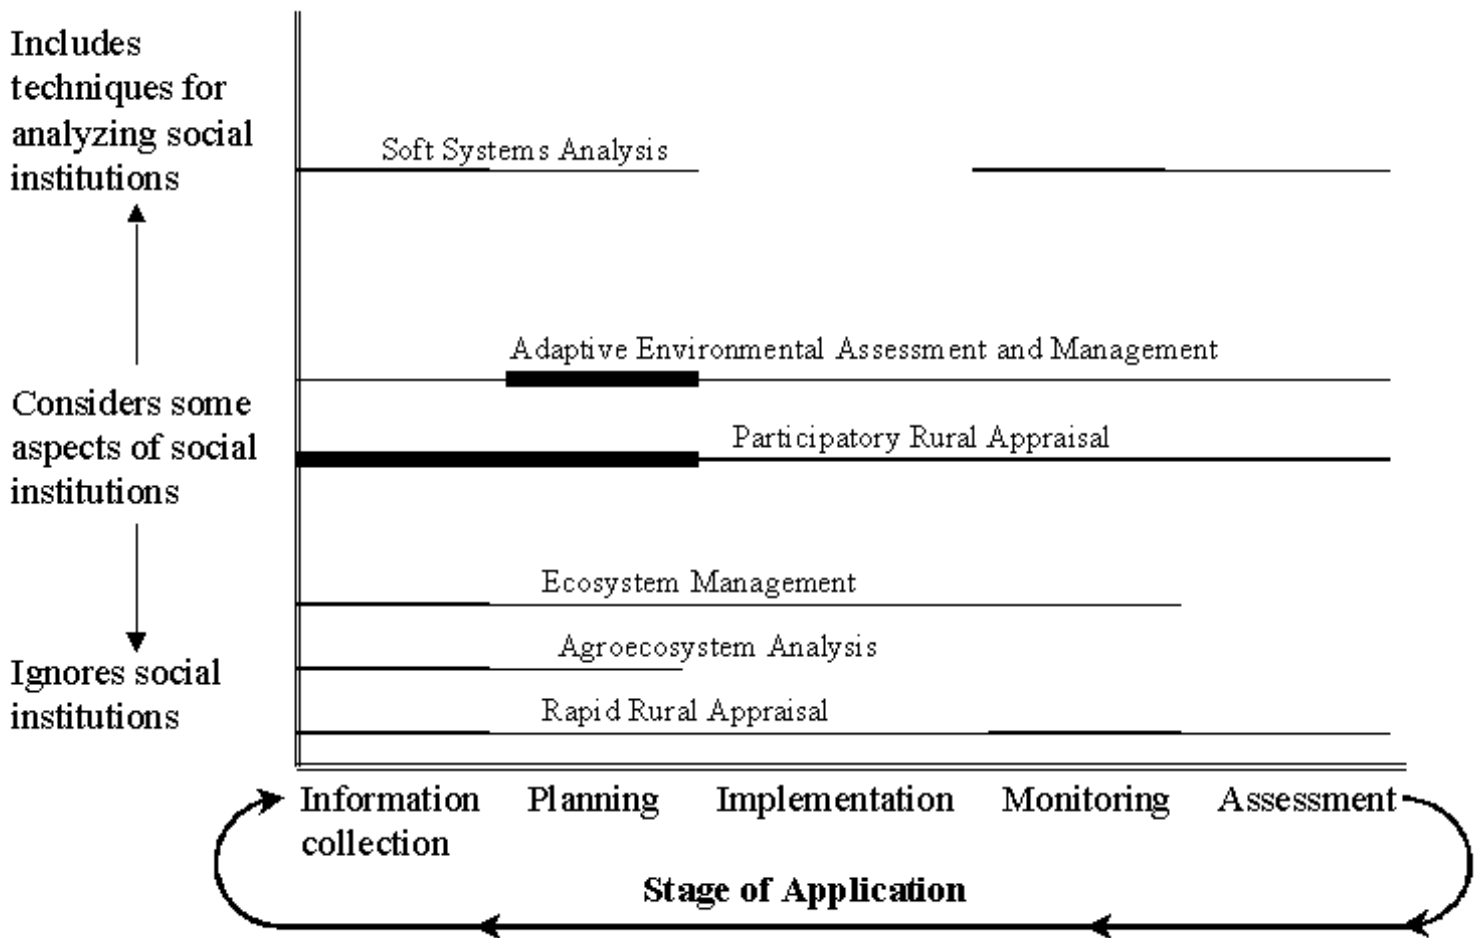 Includes
techniques for
analyzing social
institutions
Soft Systems Analysis
Adaptive Environmental Assessment and Management
Considers some
aspects of social
institutions
Participatory Rural Appraisal
Ecosystem Management
Agroecosystem Analysis
Ignores social
institutions
Rapid Rural Appraisal
Information
collection
Planning
Implementation
Monitoring
Assessment
Stage of Application